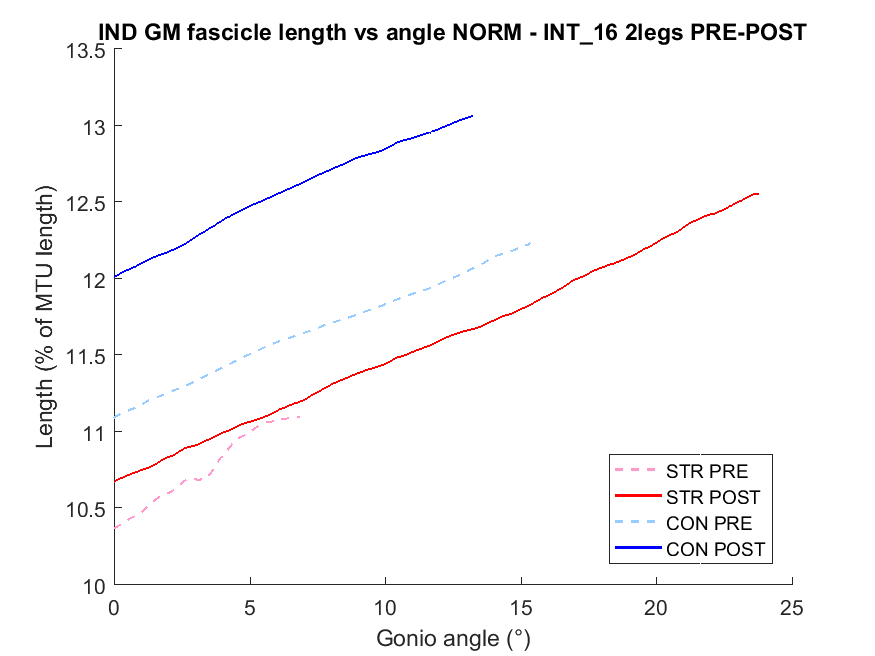 IND GM fascicle length vs angle NORM - INT_16 2legs PRE-POST
13.5
13
12.5
12
11.5
11
10.5
10
Length (% of MTU length)
0
5
10
15
20
25
Gonio angle (°)
STR PRE
STR POST
CON PRE
CON POST